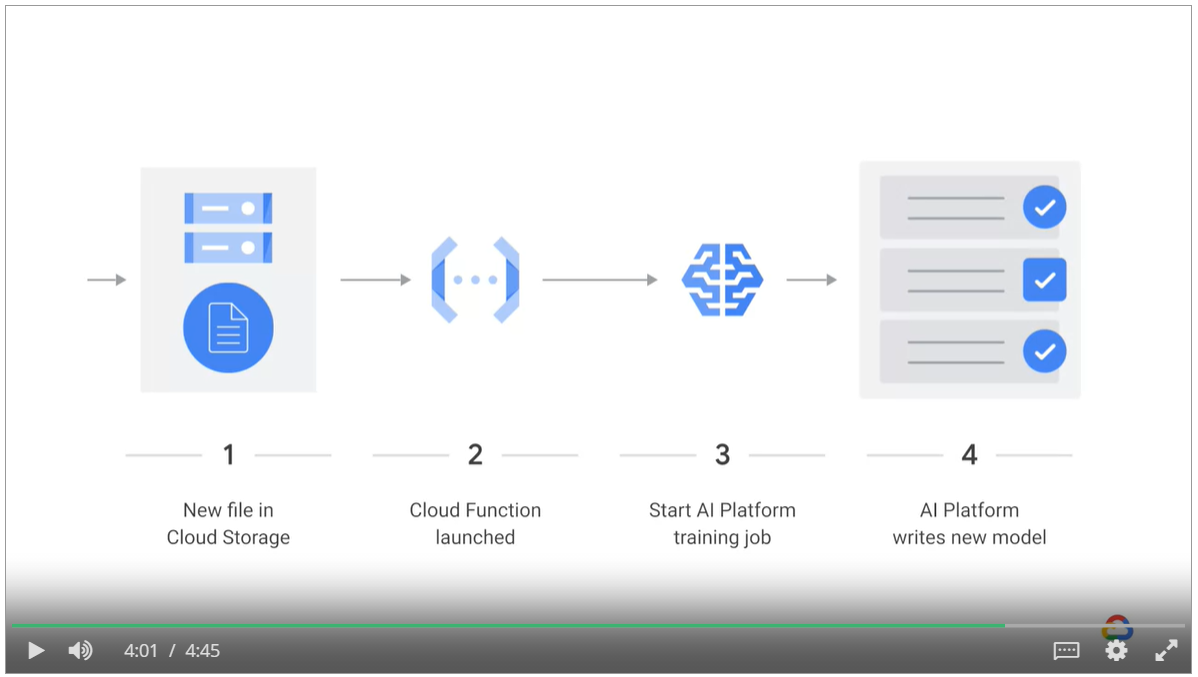 1
New file in
Cloud Storage
2
Cloud Function
launched
3
Start AI Platform
training job
4
AI Platform
writes new model
4:01 / 4:45